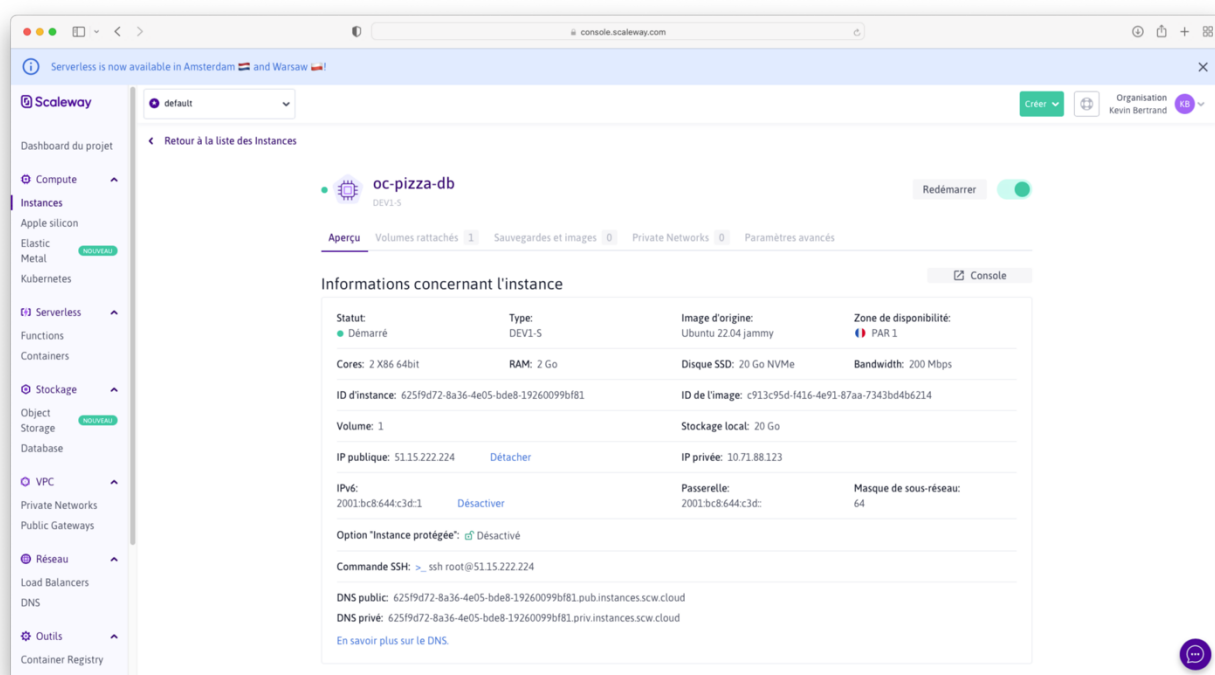 console.scaleway.com
Serverless is now available in Amsterdam 🇳🇱 and Warsaw 🇵🇱!
Scaleway
default
Créer
Organisation
Kevin Bertrand
KB
Dashboard du projet
Compute
Instances
Apple silicon
Elastic Metal
NOUVEAU
Kubernetes
Serverless
Functions
Containers
Stockage
Object Storage
NOUVEAU
Database
VPC
Private Networks
Public Gateways
Réseau
Load Balancers
DNS
Outils
Container Registry
Retour à la liste des Instances
oc-pizza-db
DEV1-S
Redémarrer
Aperçu Volumes rattachés 1 Sauvegardes et images 0 Private Networks 0 Paramètres avancés
Informations concernant l'instance
Console
Statut: Type: Image d'origine: Zone de disponibilité:
Démarré DEV1-S Ubuntu 22.04 jammy PAR 1
Cores: 2 X86 64bit RAM: 2 Go Disque SSD: 20 Go NVMe Bandwidth: 200 Mbps
ID d'instance: 625f9d72-8a36-4e05-bde8-19260099bf81 ID de l'image: c913c95d-f416-4e91-87aa-7343bd4b6214
Volume: 1 Stockage local: 20 Go
IP publique: 51.15.222.224 Détacher IP privée: 10.71.88.123
IPv6: Passerelle: Masque de sous-réseau:
2001:bc8:644:c3d::1 Désactiver 2001:bc8:644:c3d:: 64
Option "Instance protégée": Désactivé
Commande SSH: >_ ssh root@51.15.222.224
DNS public: 625f9d72-8a36-4e05-bde8-19260099bf81.pub.instances.scw.cloud
DNS privé: 625f9d72-8a36-4e05-bde8-19260099bf81.priv.instances.scw.cloud
En savoir plus sur le DNS.